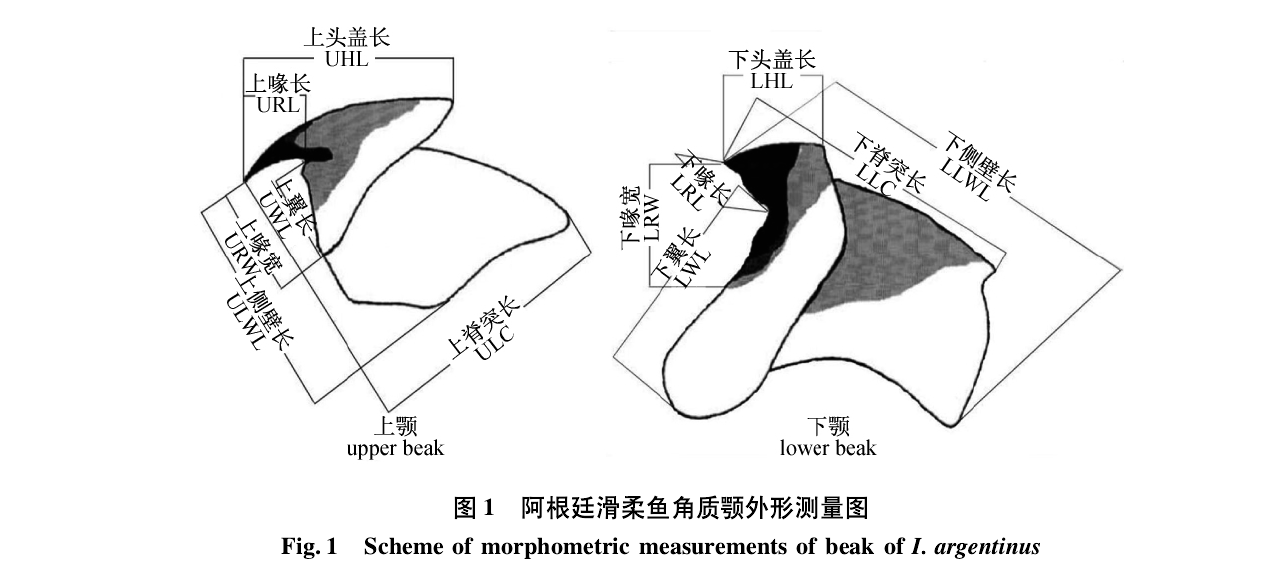 上头盖长
UHL
上喙长
URL
上翼长
UWL
上喙宽
URW
上侧壁长
ULWL
上脊突长
ULC
上颚
upper beak
下头盖长
LHL
下喙长
LRL
下脊突长
LLC
下侧壁长
LLWL
下喙宽
LRW
下翼长
LWL
下颚
lower beak
图 1 阿根廷滑柔鱼角质颚外形测量图
Fig. 1 Scheme of morphometric measurements of beak of I. argentinus